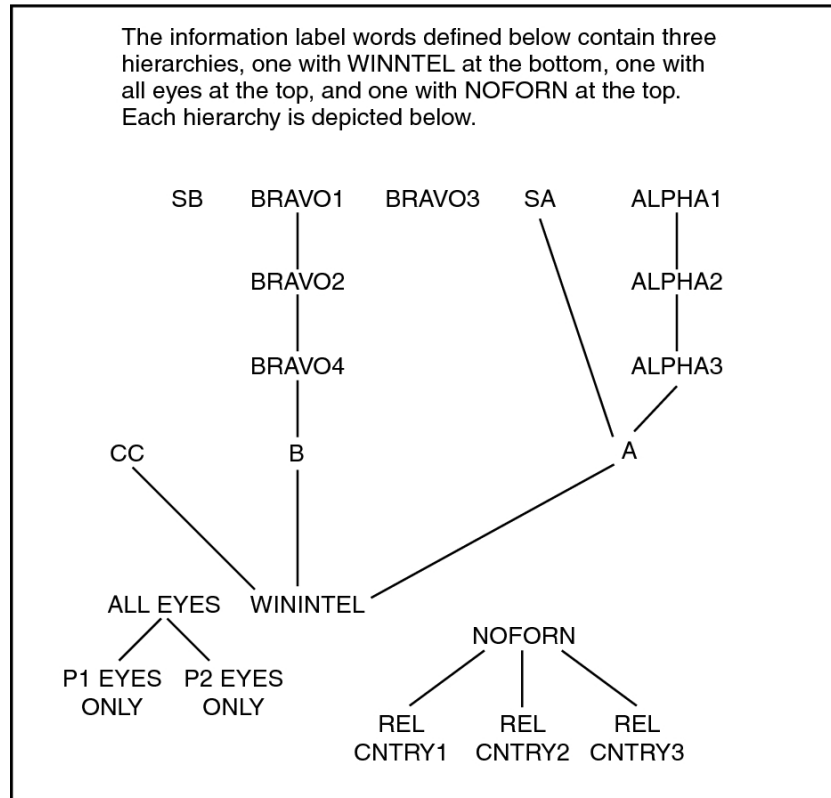 The information label words defined below contain three
hierarchies, one with WINNTEL at the bottom, one with
all eyes at the top, and one with NOFORN at the top.
Each hierarchy is depicted below.
SB BRAVO1 BRAVO3 SA ALPHA1
BRAVO2 ALPHA2
BRAVO4 ALPHA3
CC B A
ALL EYES WININTEL
NOFORN
P1 EYES P2 EYES
ONLY ONLY
REL REL REL
CNTRY1 CNTRY2 CNTRY3